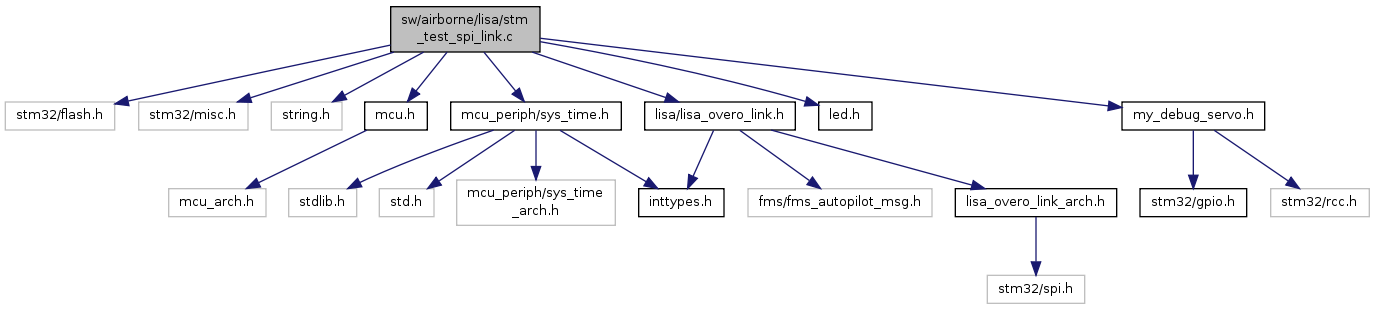 sw/airborne/lisa/stm
_test_spi_link.c
stm32/flash.h
stm32/misc.h
string.h
mcu.h
mcu_periph/sys_time.h
lisa/lisa_overo_link.h
led.h
my_debug_servo.h
mcu_arch.h
stdlib.h
std.h
mcu_periph/sys_time
_arch.h
inttypes.h
fms/fms_autopilot_msg.h
lisa_overo_link_arch.h
stm32/gpio.h
stm32/rcc.h
stm32/spi.h